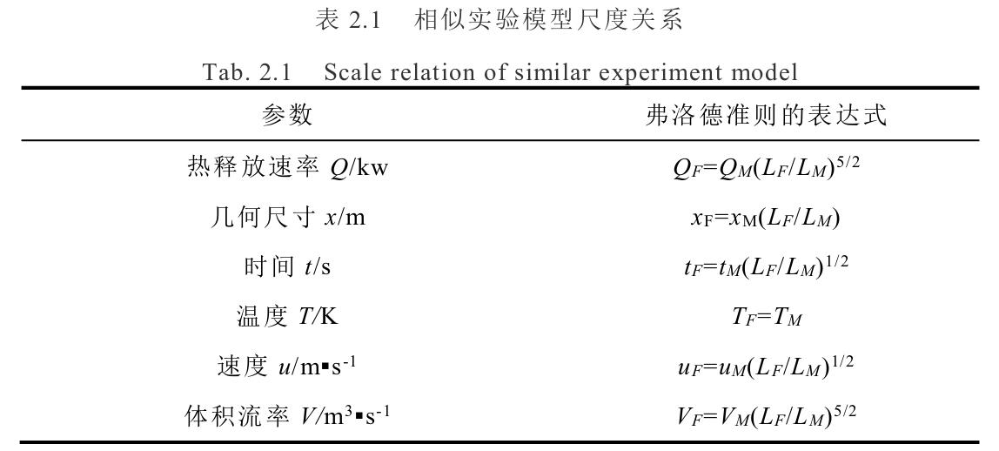 表 2.1 相似实验模型尺度关系
Tab. 2.1 Scale relation of similar experiment model
参数 弗洛德准则的表达式
热释放速率 Q/kw Q_F=Q_M(L_F/L_M)^{5/2}
几何尺寸 x/m x_F=x_M(L_F/L_M)
时间 t/s t_F=t_M(L_F/L_M)^{1/2}
温度 T/K T_F=T_M
速度 u/m▪s^{-1} u_F=u_M(L_F/L_M)^{1/2}
体积流率 V/m^3▪s^{-1} V_F=V_M(L_F/L_M)^{5/2}